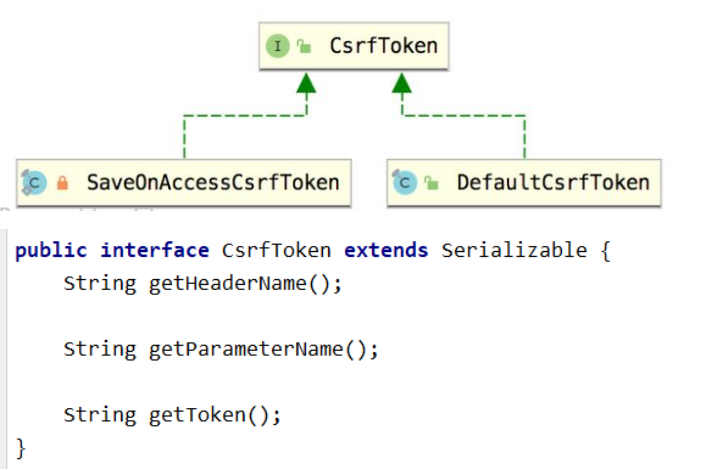 I CsrfToken
C SaveOnAccessCsrfToken
C DefaultCsrfToken
public interface CsrfToken extends Serializable {
String getHeaderName();
String getParameterName();
String getToken();
}